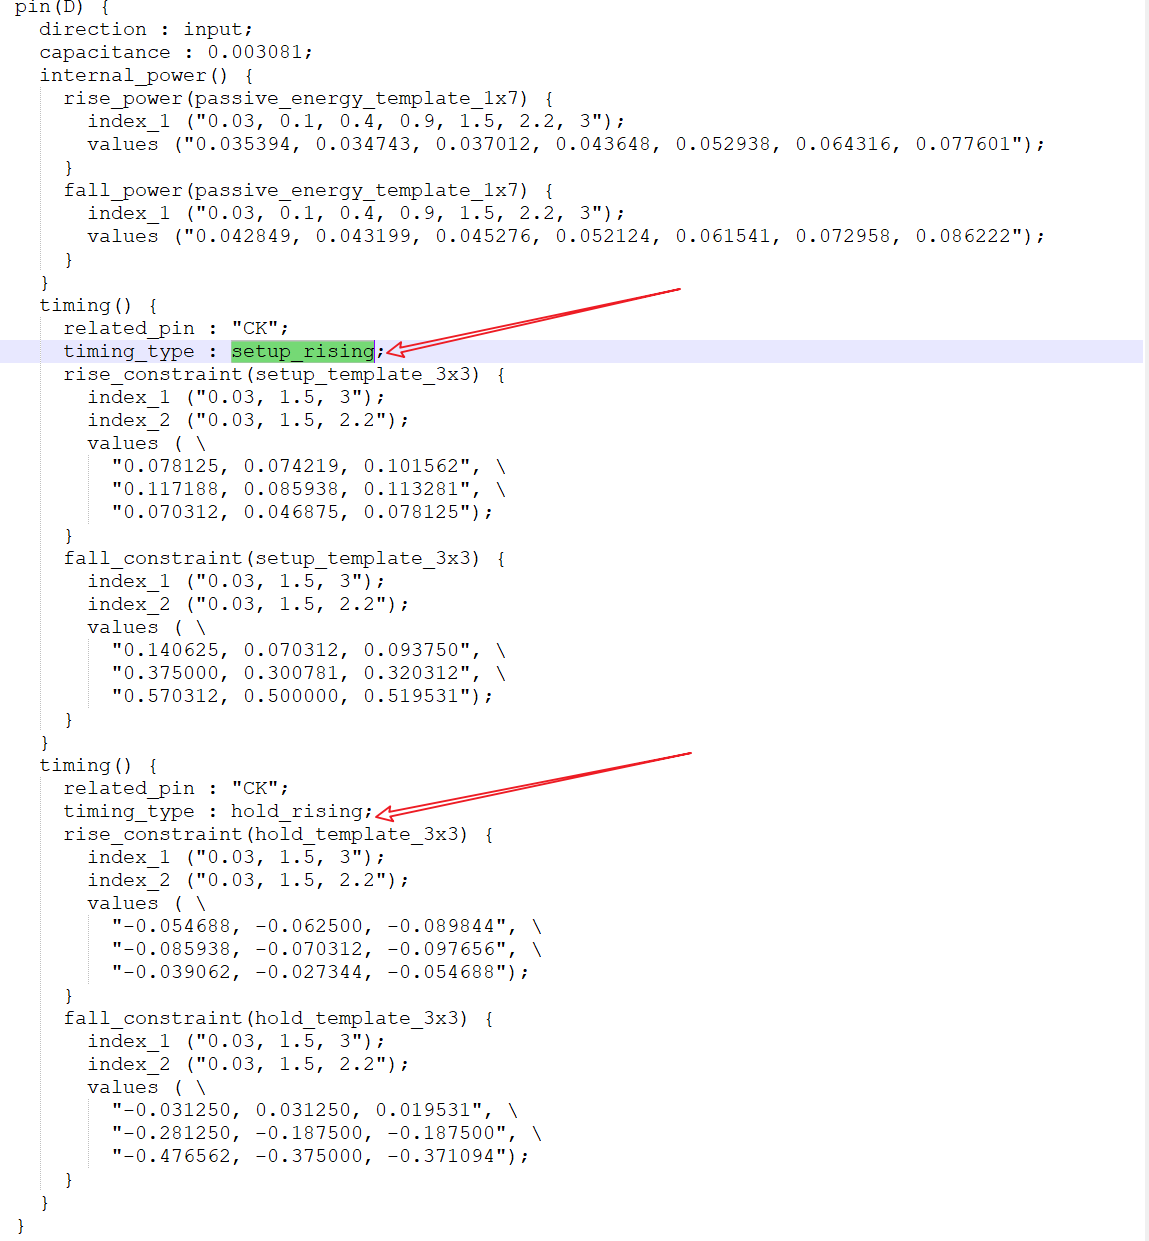 pin(D) {
direction : input;
capacitance : 0.003081;
internal_power() {
rise_power(passive_energy_template_1x7) {
index_1 ("0.03, 0.1, 0.4, 0.9, 1.5, 2.2, 3");
values ("0.035394, 0.034743, 0.037012, 0.043648, 0.052938, 0.064316, 0.077601");
}
fall_power(passive_energy_template_1x7) {
index_1 ("0.03, 0.1, 0.4, 0.9, 1.5, 2.2, 3");
values ("0.042849, 0.043199, 0.045276, 0.052124, 0.061541, 0.072958, 0.086222");
}
}
timing() {
related_pin : "CK";
timing_type : setup_rising;
rise_constraint(setup_template_3x3) {
index_1 ("0.03, 1.5, 3");
index_2 ("0.03, 1.5, 2.2");
values ( \
"0.078125, 0.074219, 0.101562", \
"0.117188, 0.085938, 0.113281", \
"0.070312, 0.046875, 0.078125");
}
fall_constraint(setup_template_3x3) {
index_1 ("0.03, 1.5, 3");
index_2 ("0.03, 1.5, 2.2");
values ( \
"0.140625, 0.070312, 0.093750", \
"0.375000, 0.300781, 0.320312", \
"0.570312, 0.500000, 0.519531");
}
}
timing() {
related_pin : "CK";
timing_type : hold_rising;
rise_constraint(hold_template_3x3) {
index_1 ("0.03, 1.5, 3");
index_2 ("0.03, 1.5, 2.2");
values ( \
"-0.054688, -0.062500, -0.089844", \
"-0.085938, -0.070312, -0.097656", \
"-0.039062, -0.027344, -0.054688");
}
fall_constraint(hold_template_3x3) {
index_1 ("0.03, 1.5, 3");
index_2 ("0.03, 1.5, 2.2");
values ( \
"-0.031250, 0.031250, 0.019531", \
"-0.281250, -0.187500, -0.187500", \
"-0.476562, -0.375000, -0.371094");
}
}
}